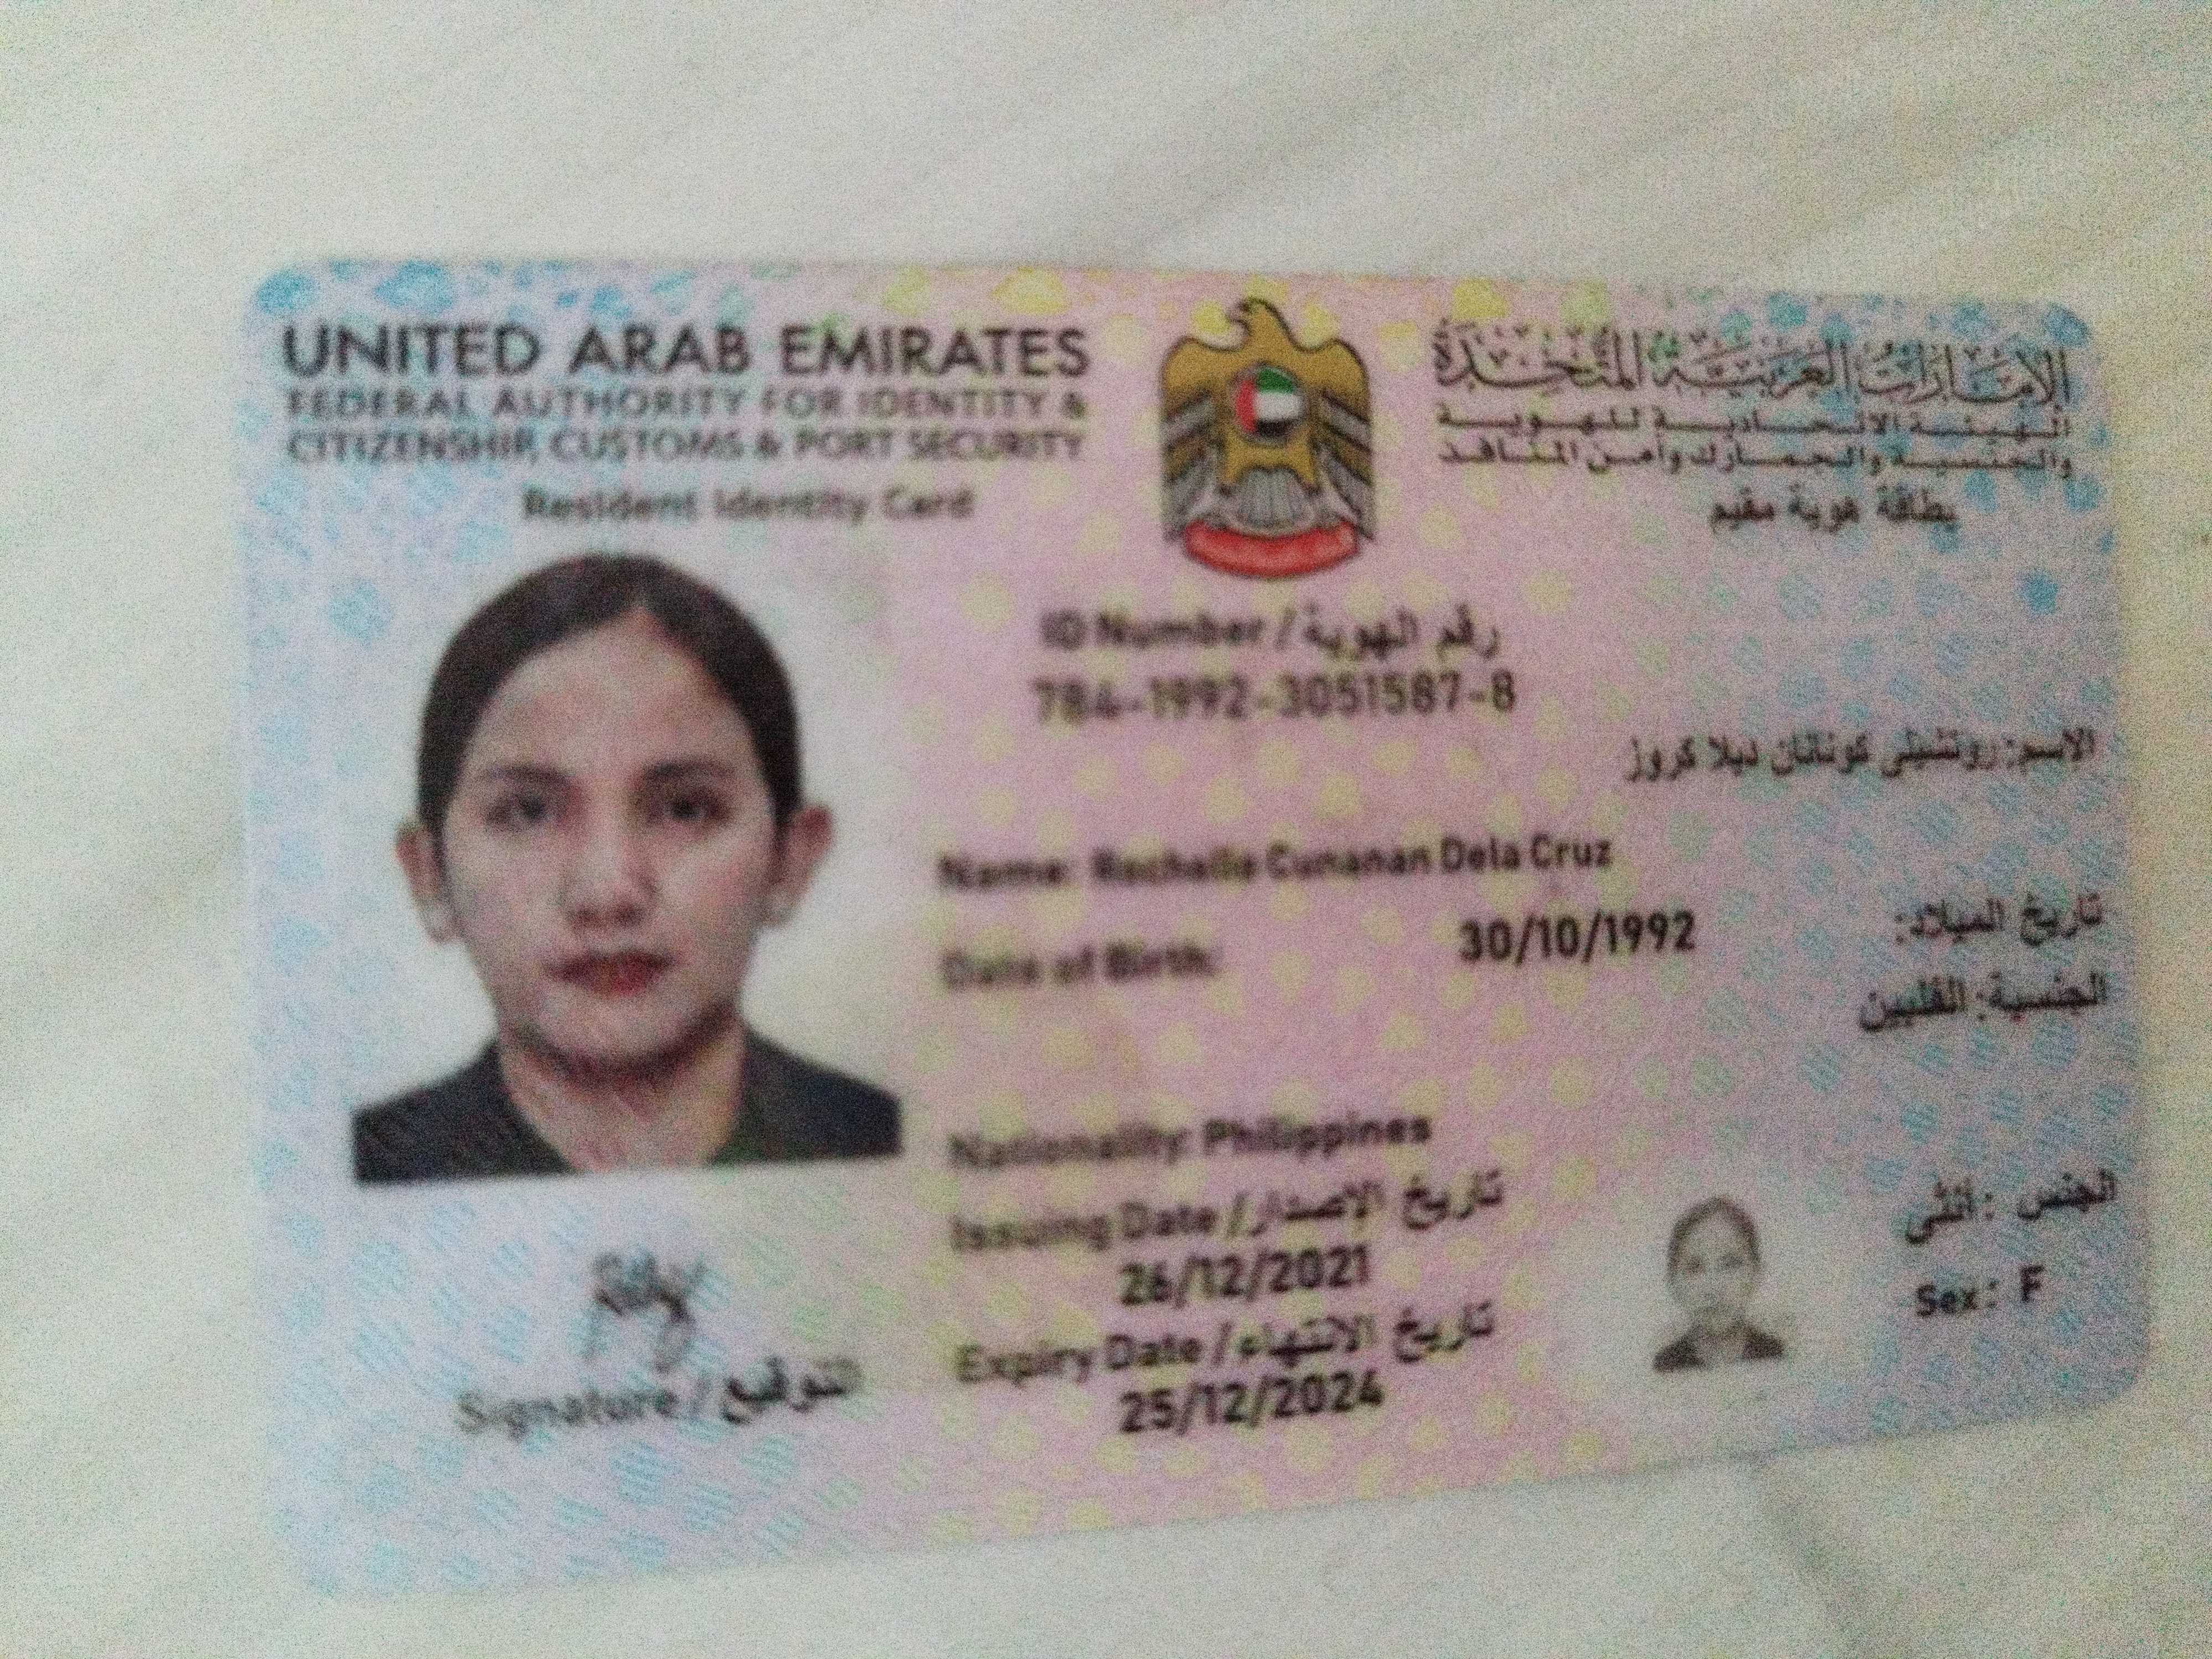 UNITED ARAB EMIRATES
FEDERAL AUTHORITY FOR IDENTITY &
CITIZENSHIP, CUSTOMS & PORT SECURITY
Resident Identity Card
الإمارات العربية المتحدة
الهيئة الاتحادية للهوية
والجنسية والجمارك وأمن المنافذ
بطاقة هوية مقيم
ID Number / رقم الهوية
784-1992-3051587-8
الاسم: روتشيلى كونانان ديلا كروز
Name: Rochelle Cunanan Dela Cruz
Date of Birth: 30/10/1992 تاريخ الميلاد:
الجنسية: الفلبين
Nationality: Philippines
Issuing Date / تاريخ الإصدار
26/12/2021
Expiry Date / تاريخ الانتهاء
25/12/2024
الجنس : أنثى
Sex: F
Signature / التوقيع